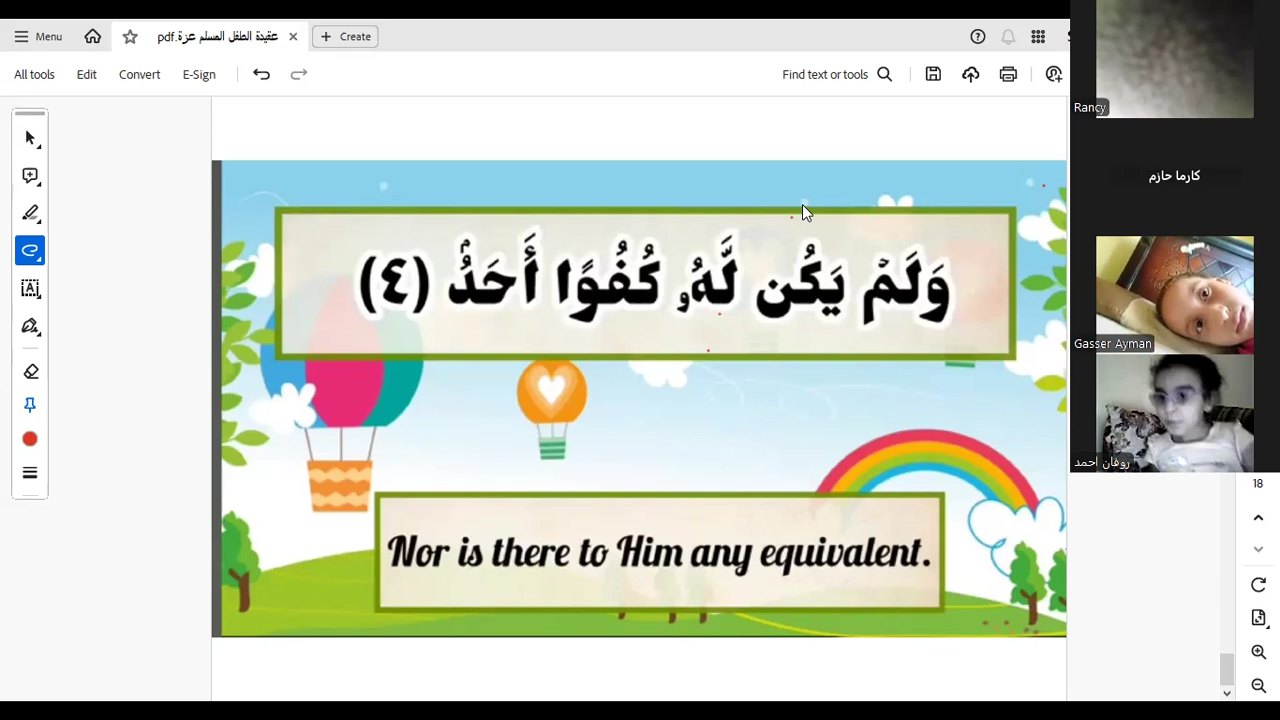 Menu
عقيدة الطفل المسلم عزة.pdf
Create
All tools
Edit
Convert
E-Sign
Find text or tools
Rancy
كارما حازم
وَلَمْ يَكُن لَّهُۥ كُفُوًا أَحَدٌۢ (٤)
Gasser Ayman
روفان احمد
18
Nor is there to Him any equivalent.